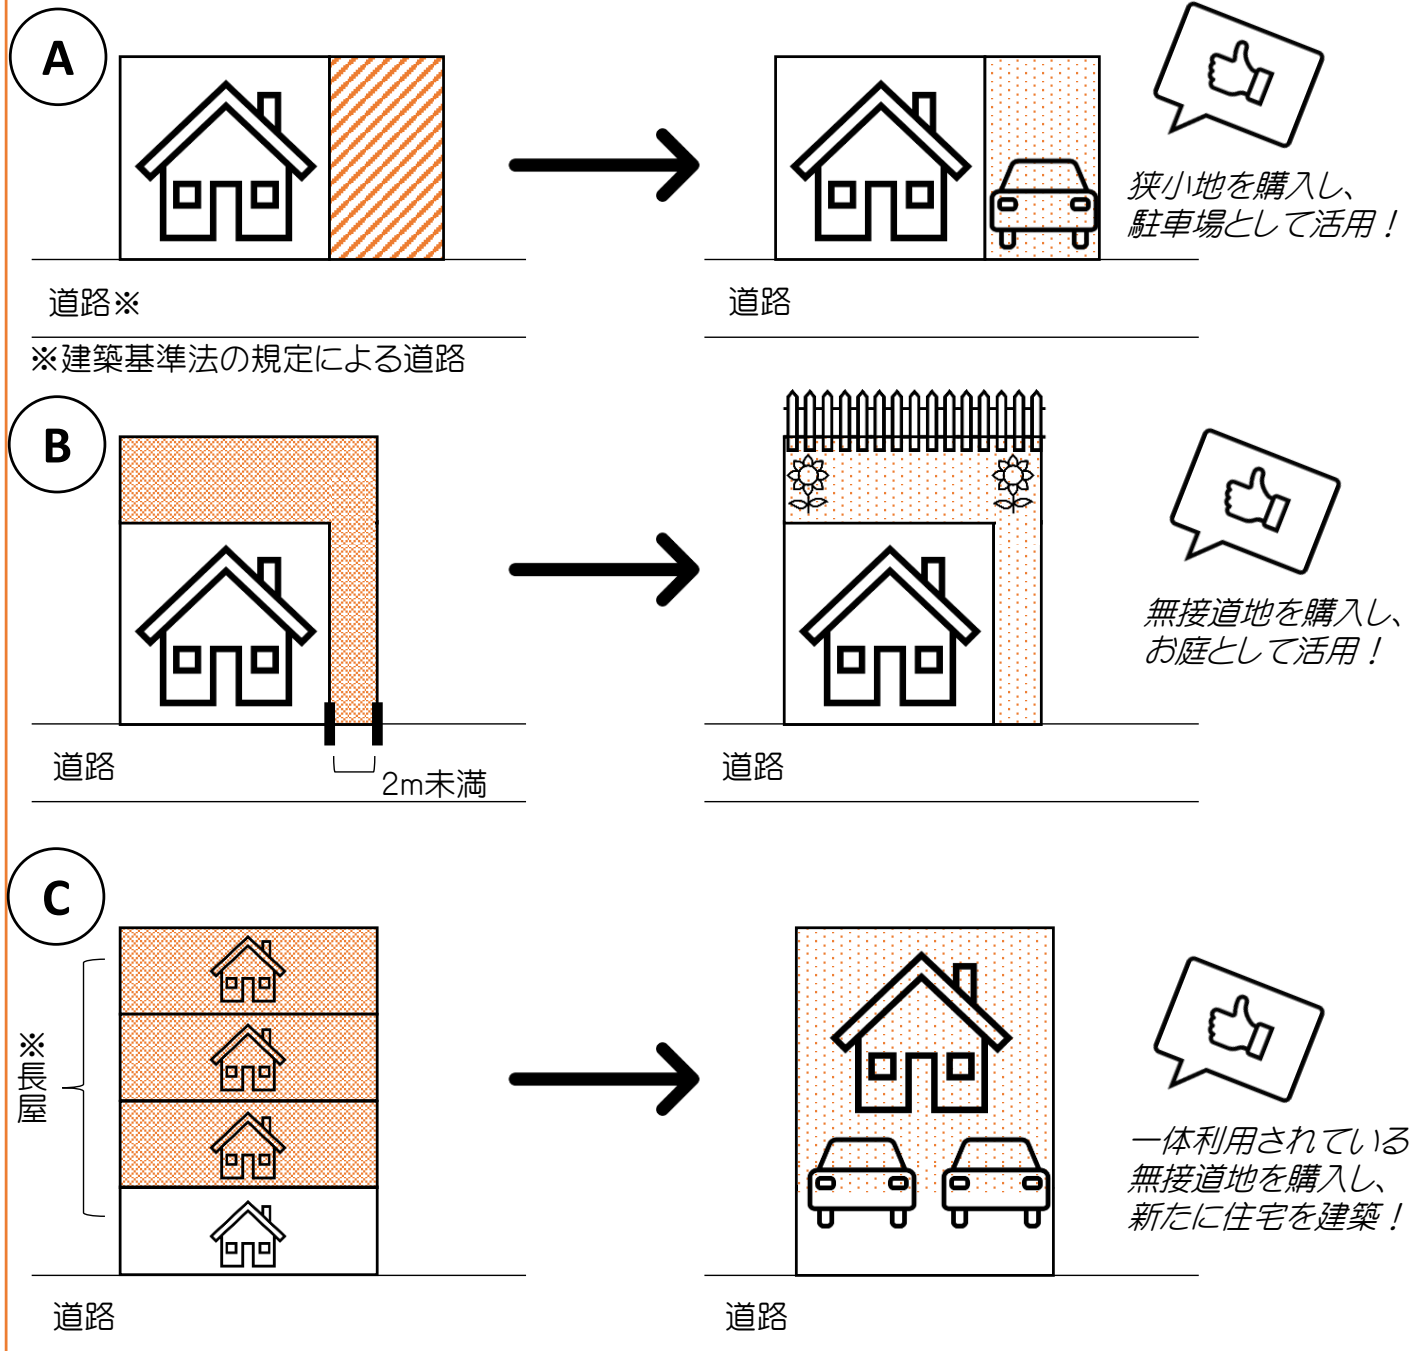 A
狭小地を購入し、
駐車場として活用!
道路※
道路
※建築基準法の規定による道路
B
無接道地を購入し、
お庭として活用!
道路
2m未満
道路
C
※長屋
一体利用されている
無接道地を購入し、
新たに住宅を建築!
道路
道路